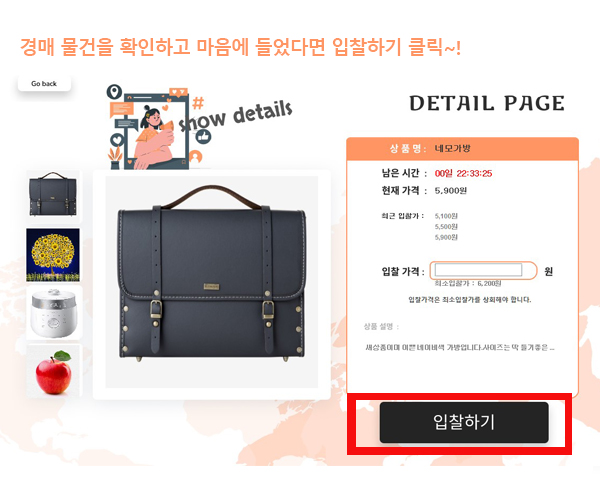 경매 물건을 확인하고 마음에 들었다면 입찰하기 클릭~!
Go back
#
show details
DETAIL PAGE
상 품 명 : 네모가방
남은 시간 : 00일 22:33:25
현재 가격 : 5,900원
최근 입찰가 : 5,100원
5,500원
5,900원
입찰 가격 : 원
최소입찰가 : 6,200원
입찰가격은 최소입찰가를 상회해야 합니다.
상품 설명 :
새상품이며 이쁜 네이비색 가방입니다.사이즈는 딱 들기좋은 ...
입찰하기